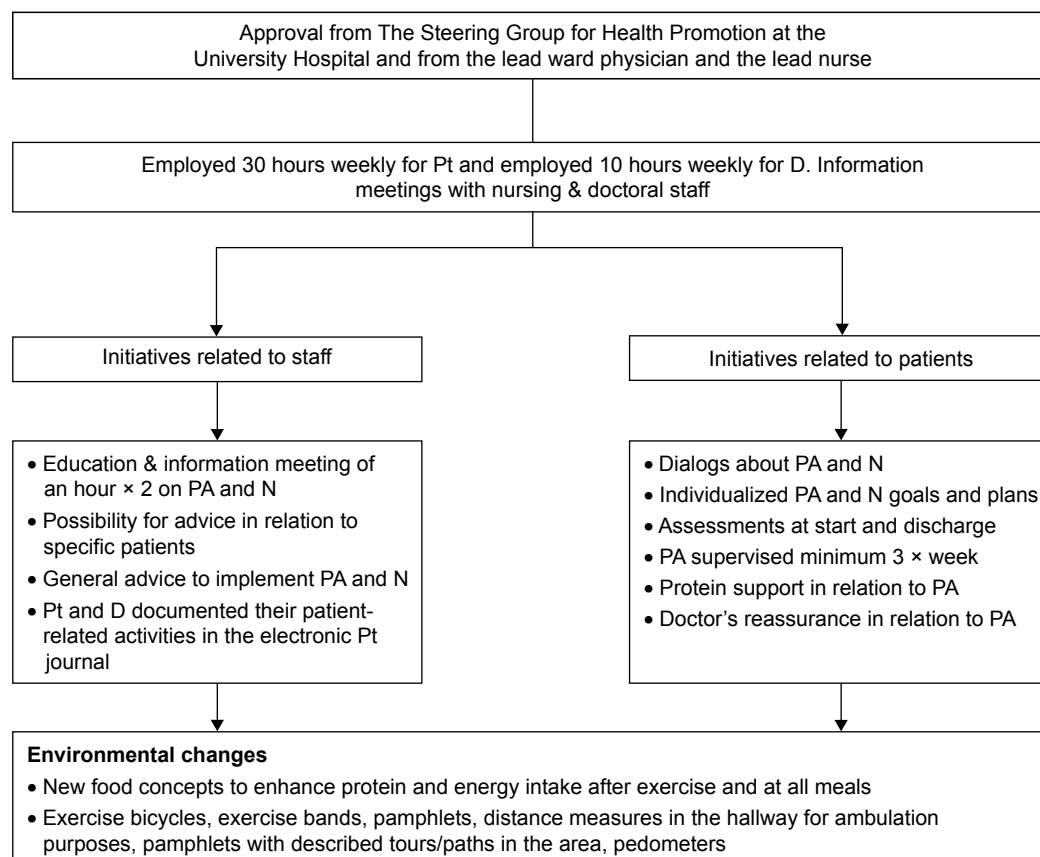 Approval from The Steering Group for Health Promotion at the
University Hospital and from the lead ward physician and the lead nurse
Employed 30 hours weekly for Pt and employed 10 hours weekly for D. Information
meetings with nursing & doctoral staff
Initiatives related to staff
Initiatives related to patients
• Education & information meeting of
an hour × 2 on PA and N
• Possibility for advice in relation to
specific patients
• General advice to implement PA and N
• Pt and D documented their patient-
related activities in the electronic Pt
journal
• Dialogs about PA and N
• Individualized PA and N goals and plans
• Assessments at start and discharge
• PA supervised minimum 3 × week
• Protein support in relation to PA
• Doctor's reassurance in relation to PA
Environmental changes
• New food concepts to enhance protein and energy intake after exercise and at all meals
• Exercise bicycles, exercise bands, pamphlets, distance measures in the hallway for ambulation
purposes, pamphlets with described tours/paths in the area, pedometers